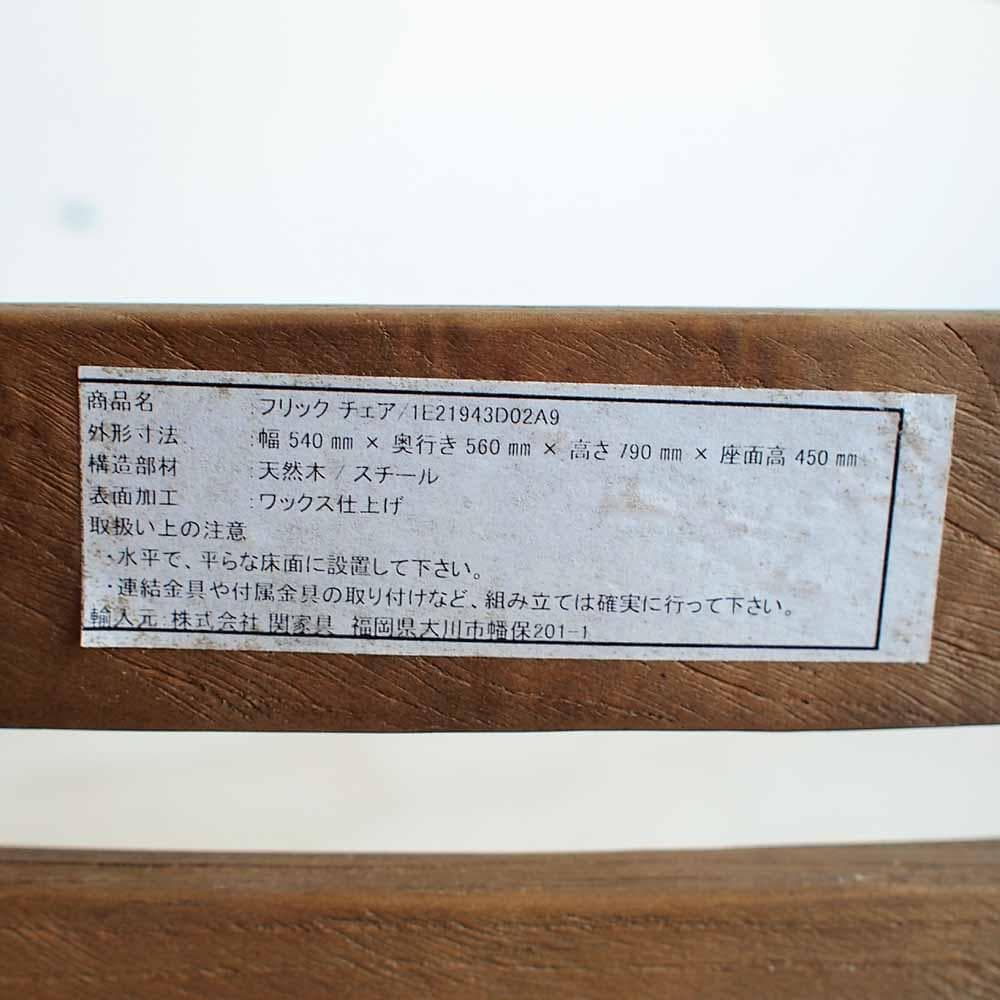 商品名 :フリック チェア/1E21943D02A9
外形寸法 :幅 540 mm × 奥行き 560 mm × 高さ 790 mm × 座面高 450 mm
構造部材 :天然木 / スチール
表面加工 :ワックス仕上げ
取扱い上の注意
・水平で、平らな床面に設置して下さい。
・連結金具や付属金具の取り付けなど、組み立ては確実に行って下さい。
輸入元:株式会社 関家具 福岡県大川市幡保201-1